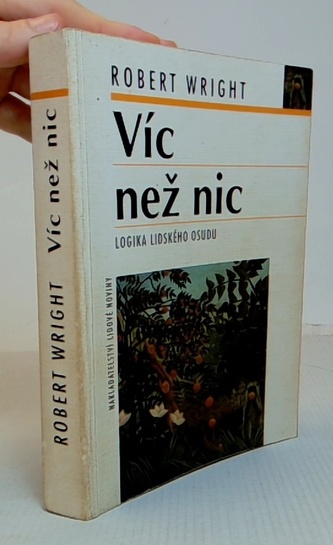 ROBERT WRIGHT
Víc
než nic
LOGIKA LIDSKÉHO OSUDU
NAKLADATELSTVÍ LIDOVÉ NOVINY
ROBERT WRIGHT Víc než nic